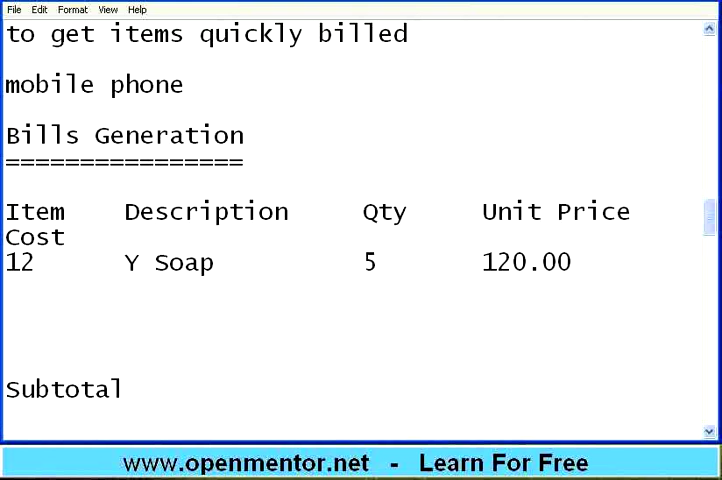 File Edit Format View Help
to get items quickly billed
mobile phone
Bills Generation
================
Item Description Qty Unit Price
Cost
12 Y Soap 5 120.00
Subtotal
www.openmentor.net - Learn For Free